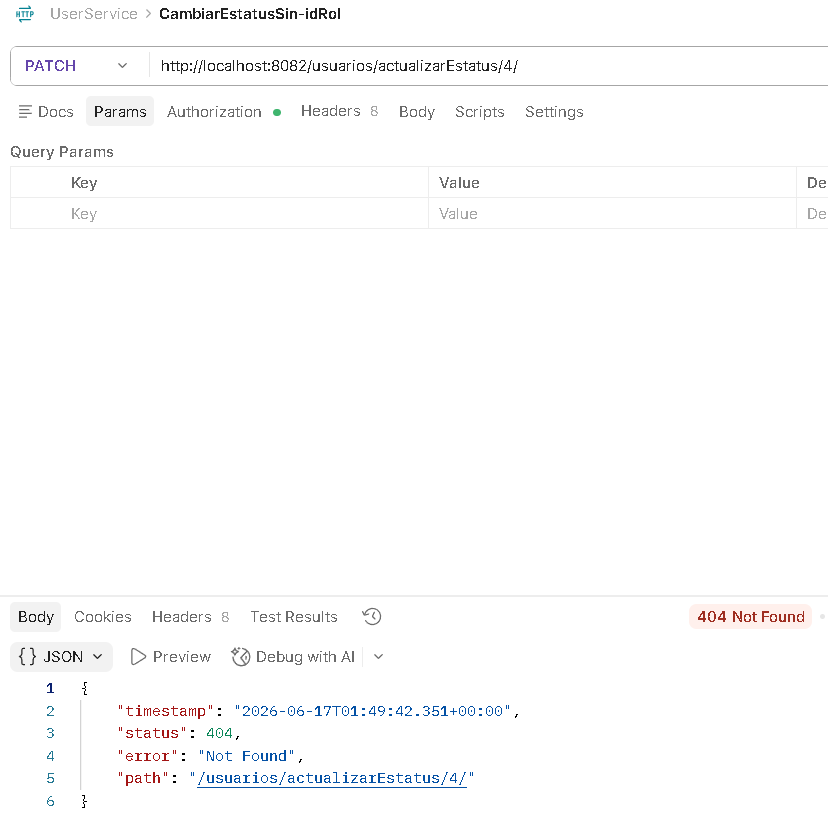 HTTP UserService > CambiarEstatusSin-idRol
PATCH http://localhost:8082/usuarios/actualizarEstatus/4/
Docs Params Authorization Headers 8 Body Scripts Settings
Query Params
Key Value De
Key Value De
Body Cookies Headers 8 Test Results 404 Not Found
{} JSON Preview Debug with AI
1 {
2 "timestamp": "2026-06-17T01:49:42.351+00:00",
3 "status": 404,
4 "error": "Not Found",
5 "path": "/usuarios/actualizarEstatus/4/"
6 }